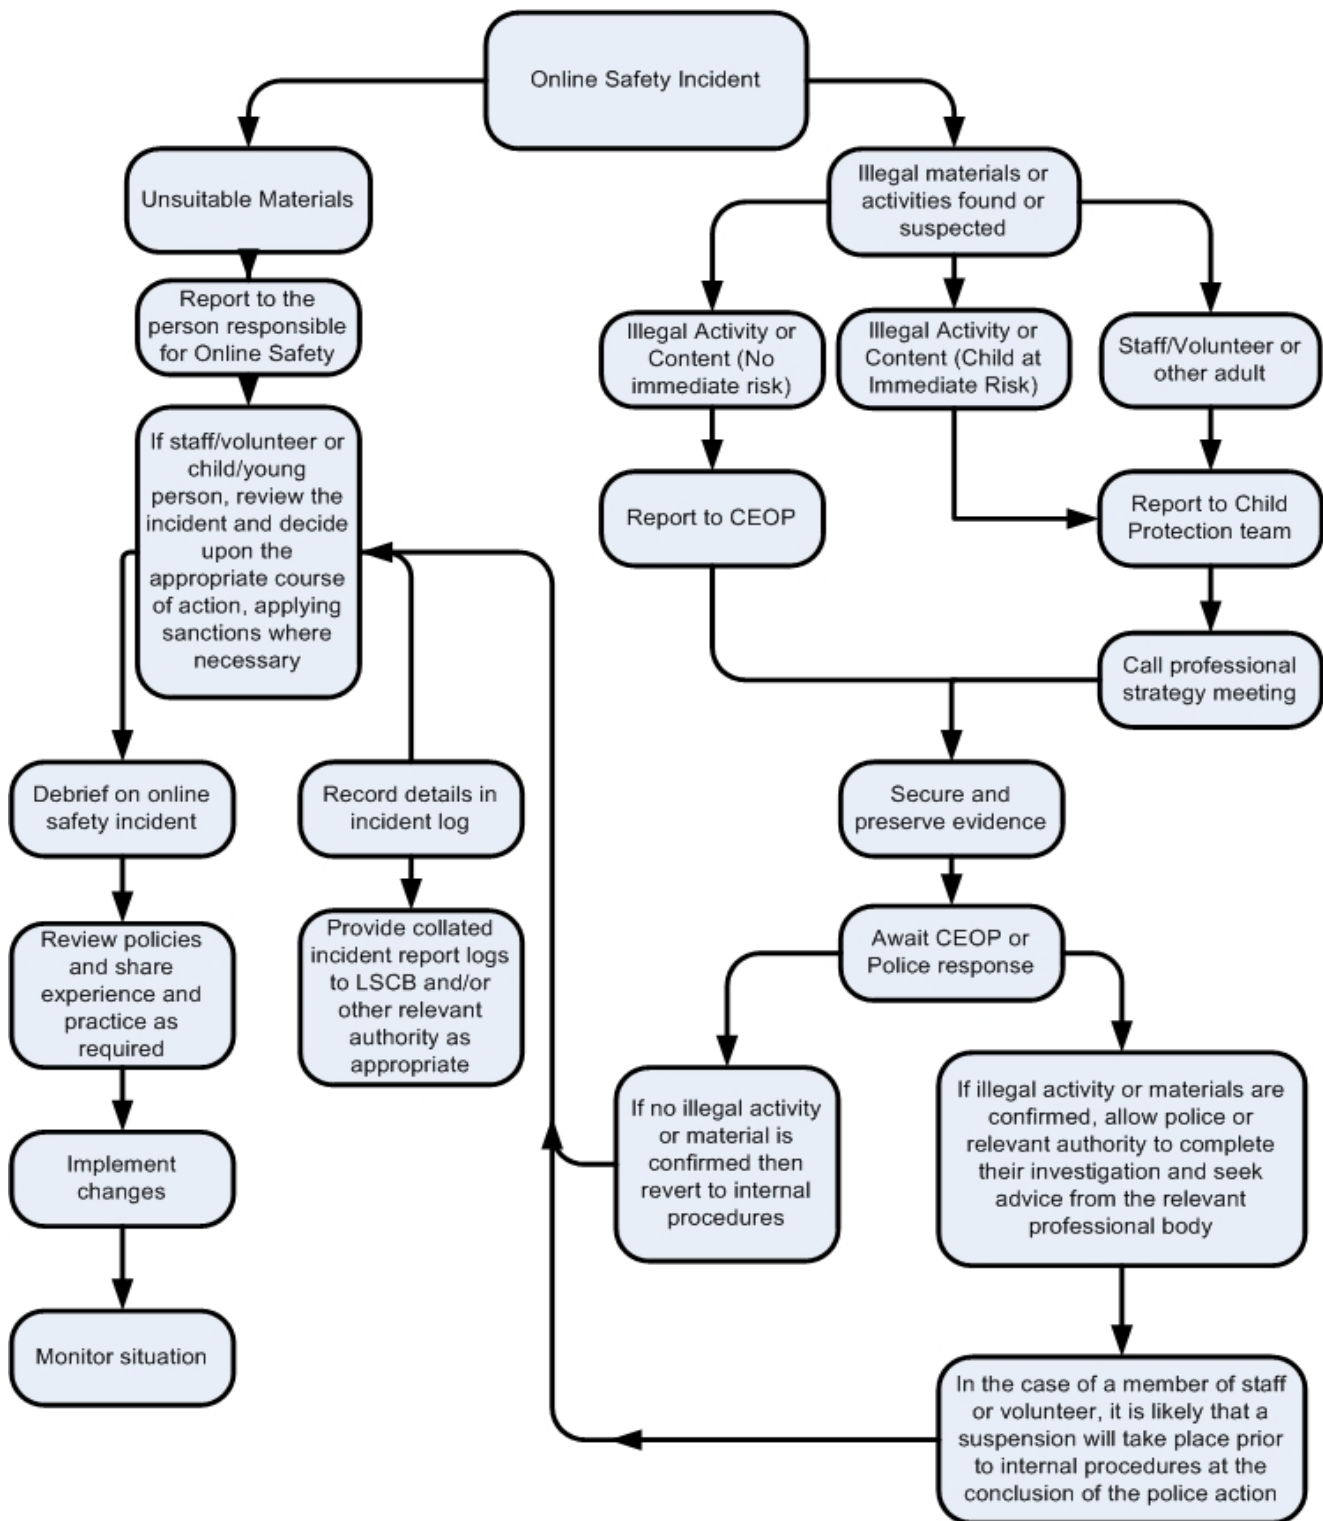 Online Safety Incident
Unsuitable Materials
Report to the
person responsible
for Online Safety
If staff/volunteer or
child/young
person, review the
incident and decide
upon the
appropriate course
of action, applying
sanctions where
necessary
Debrief on online
safety incident
Review policies
and share
experience and
practice as
required
Implement
changes
Monitor situation
Record details in
incident log
Provide collated
incident report logs
to LSCB and/or
other relevant
authority as
appropriate
Illegal materials or
activities found or
suspected
Illegal Activity or
Content (No
immediate risk)
Illegal Activity or
Content (Child at
Immediate Risk)
Staff/Volunteer or
other adult
Report to CEOP
Report to Child
Protection team
Call professional
strategy meeting
Secure and
preserve evidence
Await CEOP or
Police response
If no illegal activity
or material is
confirmed then
revert to internal
procedures
If illegal activity or materials are
confirmed, allow police or
relevant authority to complete
their investigation and seek
advice from the relevant
professional body
In the case of a member of staff
or volunteer, it is likely that a
suspension will take place prior
to internal procedures at the
conclusion of the police action